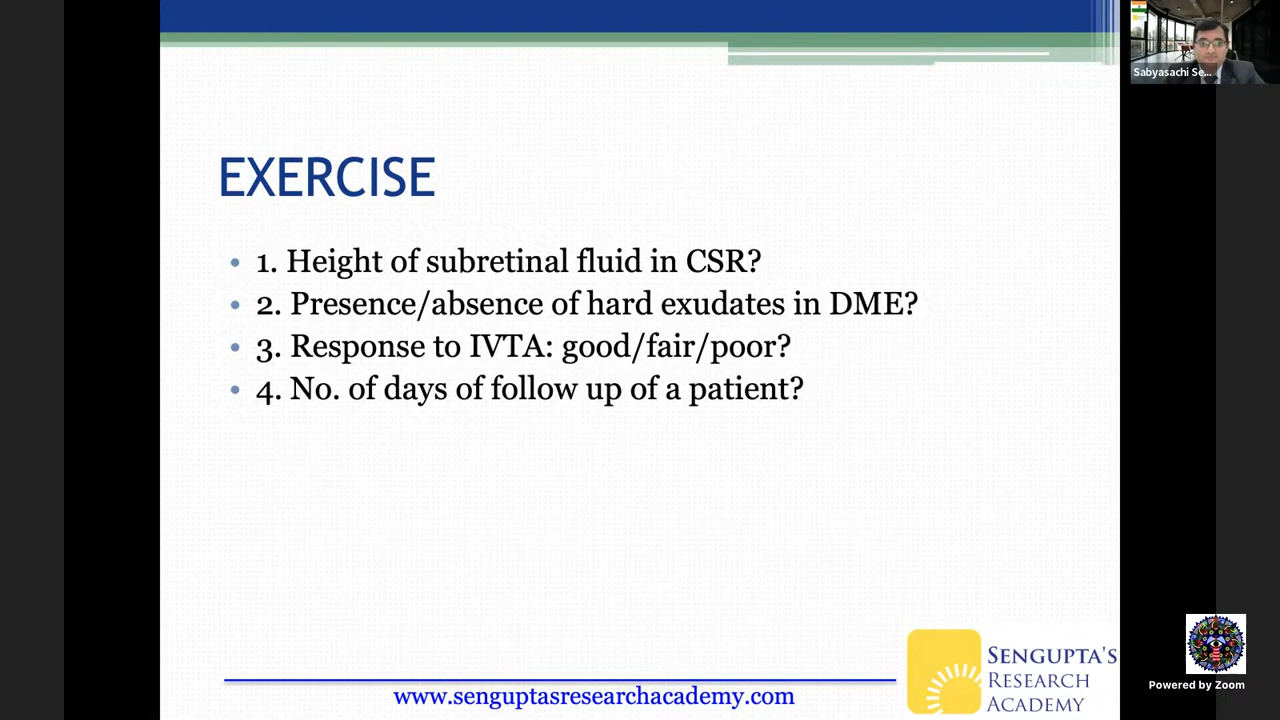 Sabyasachi Se...
EXERCISE
• 1. Height of subretinal fluid in CSR?
• 2. Presence/absence of hard exudates in DME?
• 3. Response to IVTA: good/fair/poor?
• 4. No. of days of follow up of a patient?
www.senguptasresearchacademy.com
SENGUPTA'S
RESEARCH
ACADEMY
Powered by Zoom